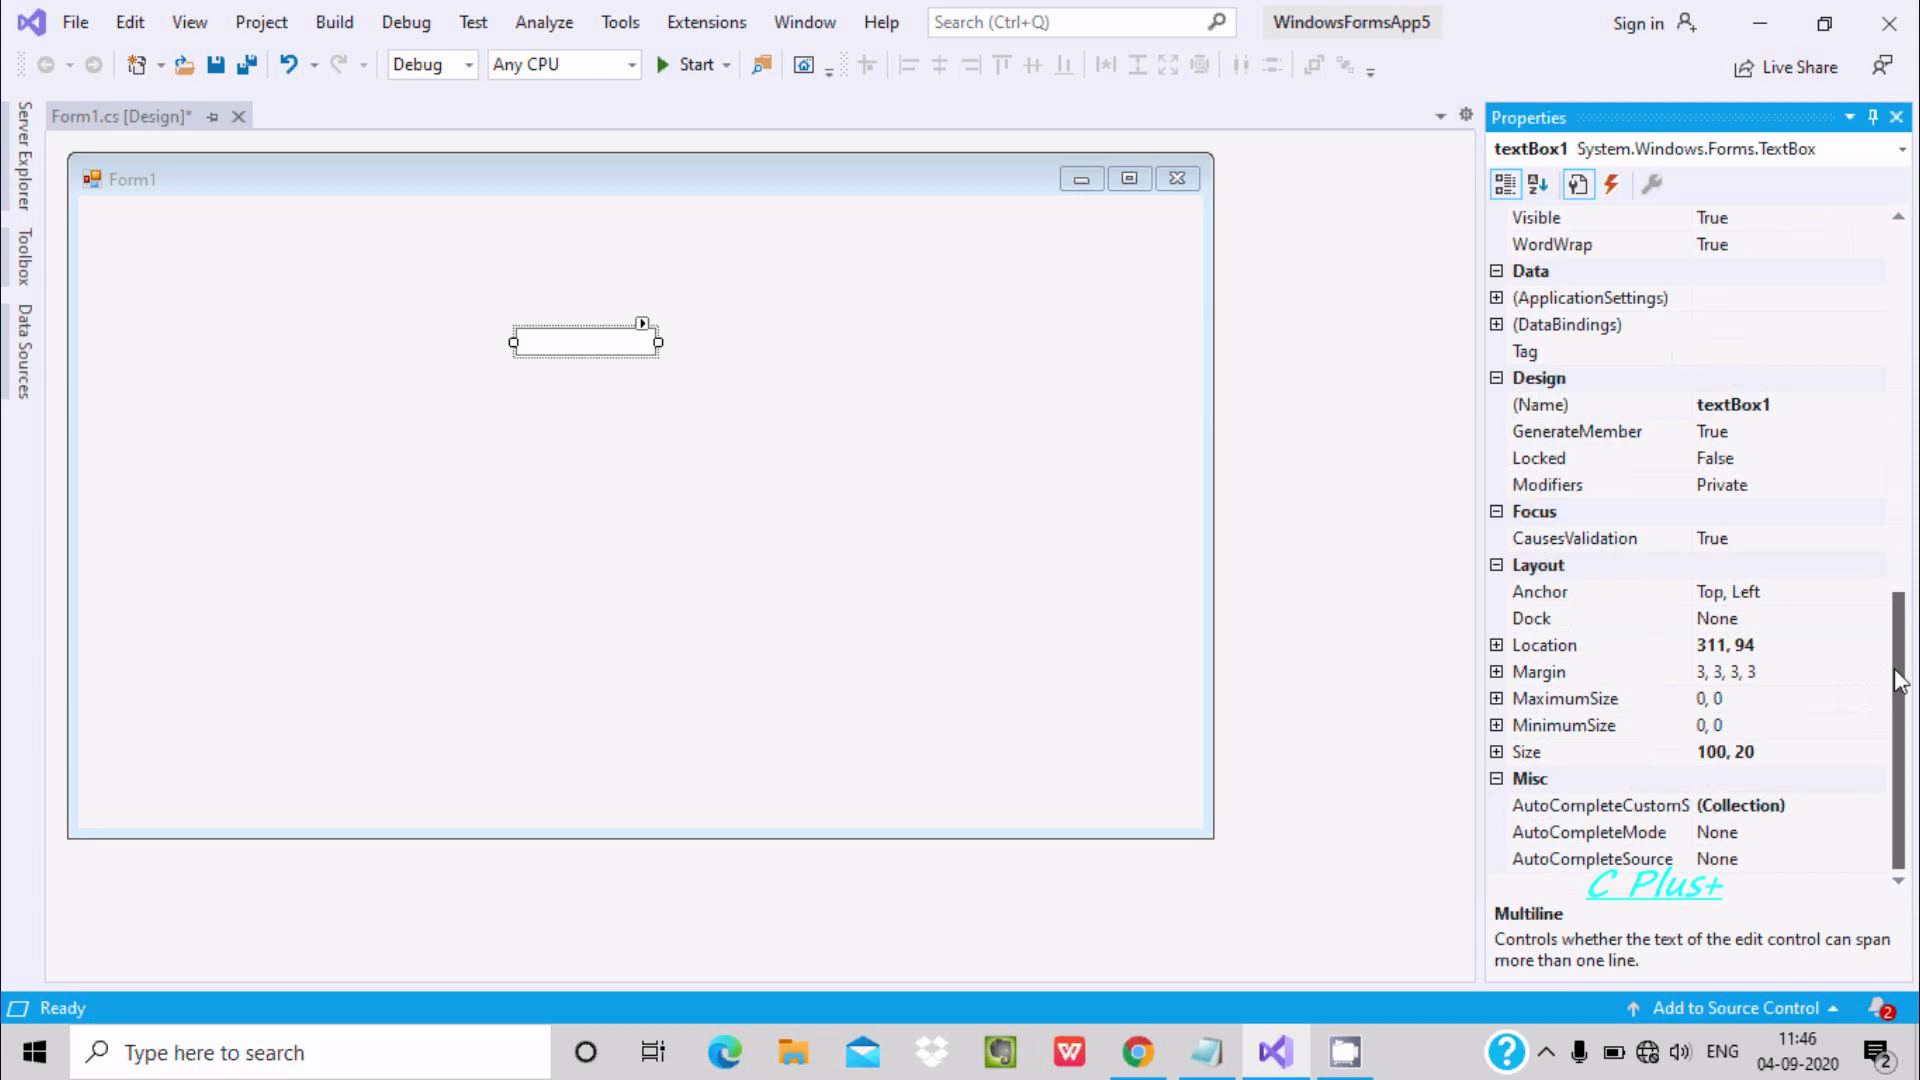 File Edit View Project Build Debug Test Analyze Tools Extensions Window Help Search (Ctrl+Q) WindowsFormsApp5 Sign in
Debug Any CPU Start Live Share
Server Explorer
Toolbox
Data Sources
Form1.cs [Design]*
Form1
Properties
textBox1 System.Windows.Forms.TextBox
Visible True
WordWrap True
Data
(ApplicationSettings)
(DataBindings)
Tag
Design
(Name) textBox1
GenerateMember True
Locked False
Modifiers Private
Focus
CausesValidation True
Layout
Anchor Top, Left
Dock None
Location 311, 94
Margin 3, 3, 3, 3
MaximumSize 0, 0
MinimumSize 0, 0
Size 100, 20
Misc
AutoCompleteCustomS (Collection)
AutoCompleteMode None
AutoCompleteSource None
C Plus+
Multiline
Controls whether the text of the edit control can span
more than one line.
Ready Add to Source Control 2
Type here to search
ENG
11:46
04-09-2020
2